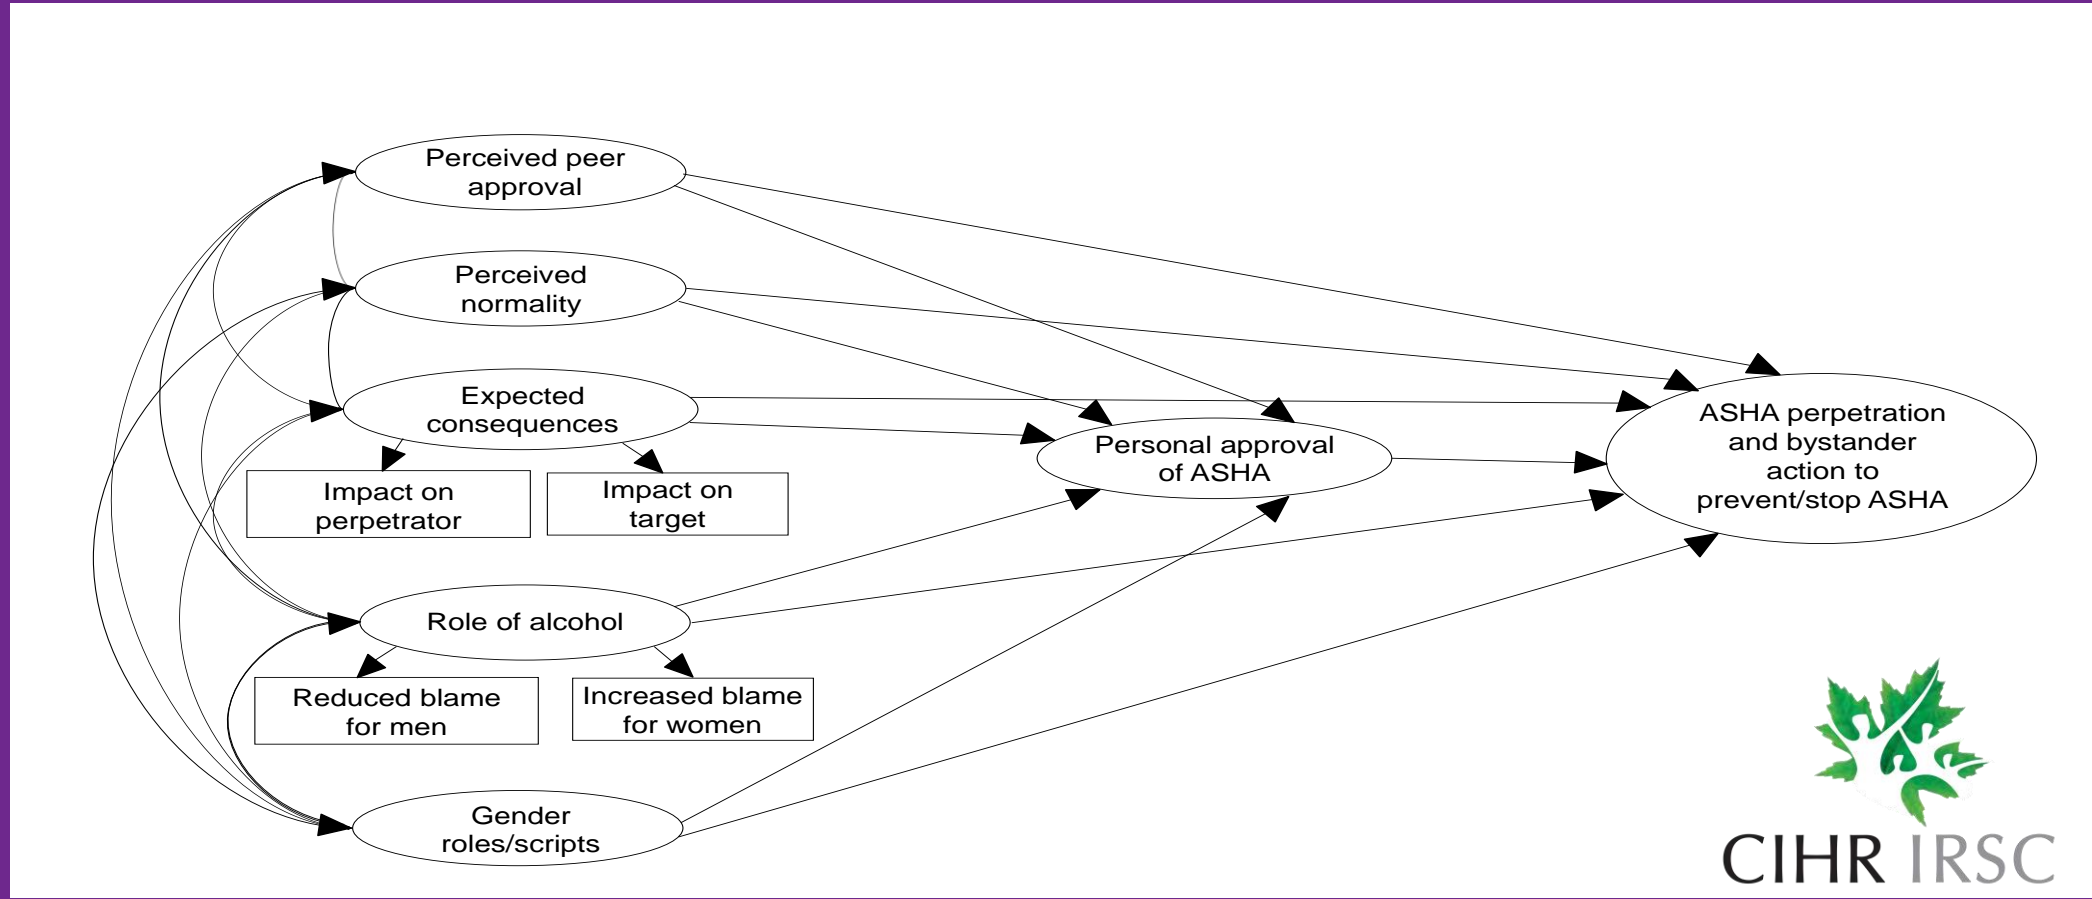 Perceived peer
approval
Perceived
normality
Expected
consequences
Impact on
perpetrator
Impact on
target
Role of alcohol
Reduced blame
for men
Increased blame
for women
Gender
roles/scripts
Personal approval
of ASHA
ASHA perpetration
and bystander
action to
prevent/stop ASHA
CIHR IRSC